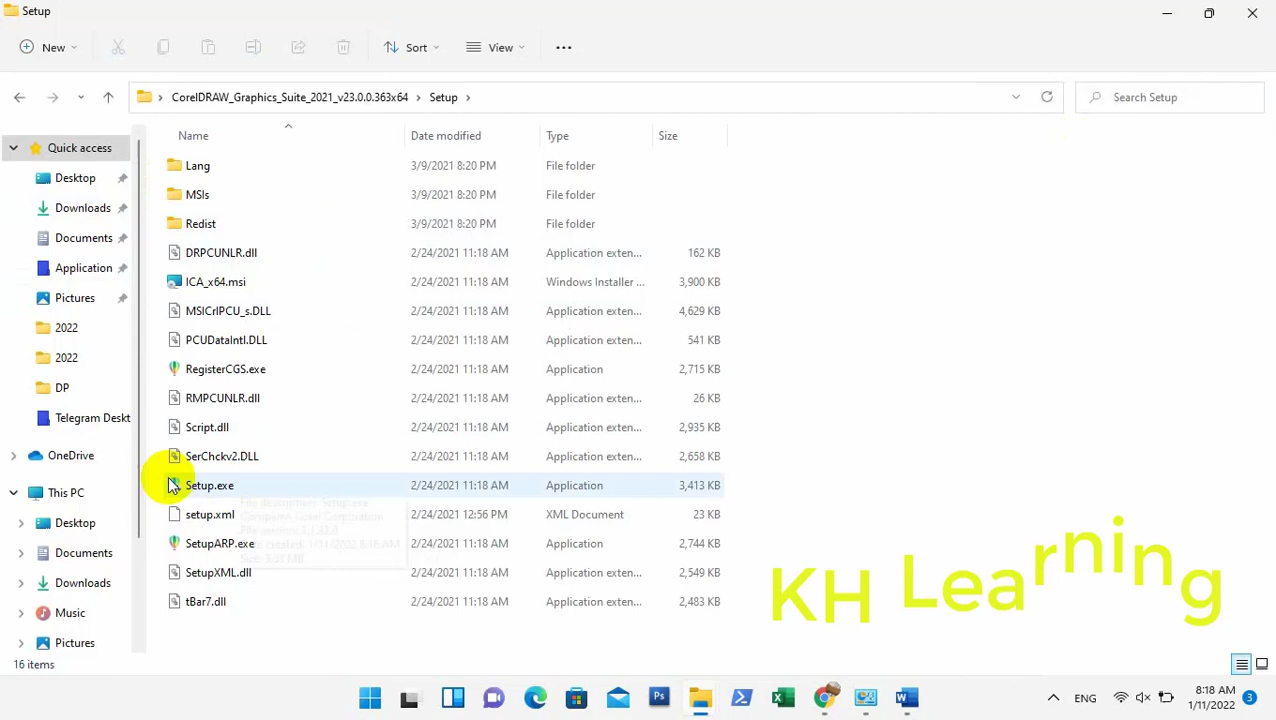 Setup
New
Sort
View
CorelDRAW_Graphics_Suite_2021_v23.0.0.363x64 > Setup >
Search Setup
Name Date modified Type Size
Quick access
Desktop
Downloads
Documents
Application
Pictures
2022
2022
DP
Telegram Deskt
OneDrive
This PC
Desktop
Documents
Downloads
Music
Pictures
Lang 3/9/2021 8:20 PM File folder
MSIs 3/9/2021 8:20 PM File folder
Redist 3/9/2021 8:20 PM File folder
DRPCUNLR.dll 2/24/2021 11:18 AM Application exten... 162 KB
ICA_x64.msi 2/24/2021 11:18 AM Windows Installer ... 3,900 KB
MSICrlPCU_s.DLL 2/24/2021 11:18 AM Application exten... 4,629 KB
PCUDataIntl.DLL 2/24/2021 11:18 AM Application exten... 541 KB
RegisterCGS.exe 2/24/2021 11:18 AM Application 2,715 KB
RMPCUNLR.dll 2/24/2021 11:18 AM Application exten... 26 KB
Script.dll 2/24/2021 11:18 AM Application exten... 2,935 KB
SerChckv2.DLL 2/24/2021 11:18 AM Application exten... 2,658 KB
Setup.exe 2/24/2021 11:18 AM Application 3,413 KB
setup.xml 2/24/2021 12:56 PM XML Document 23 KB
SetupARP.exe 2/24/2021 11:18 AM Application 2,744 KB
SetupXML.dll 2/24/2021 11:18 AM Application exten... 2,549 KB
tBar7.dll 2/24/2021 11:18 AM Application exten... 2,483 KB
File description: Setup.exe
Company: Corel Corporation
KH Learning
16 items
ENG
8:18 AM
1/11/2022
3